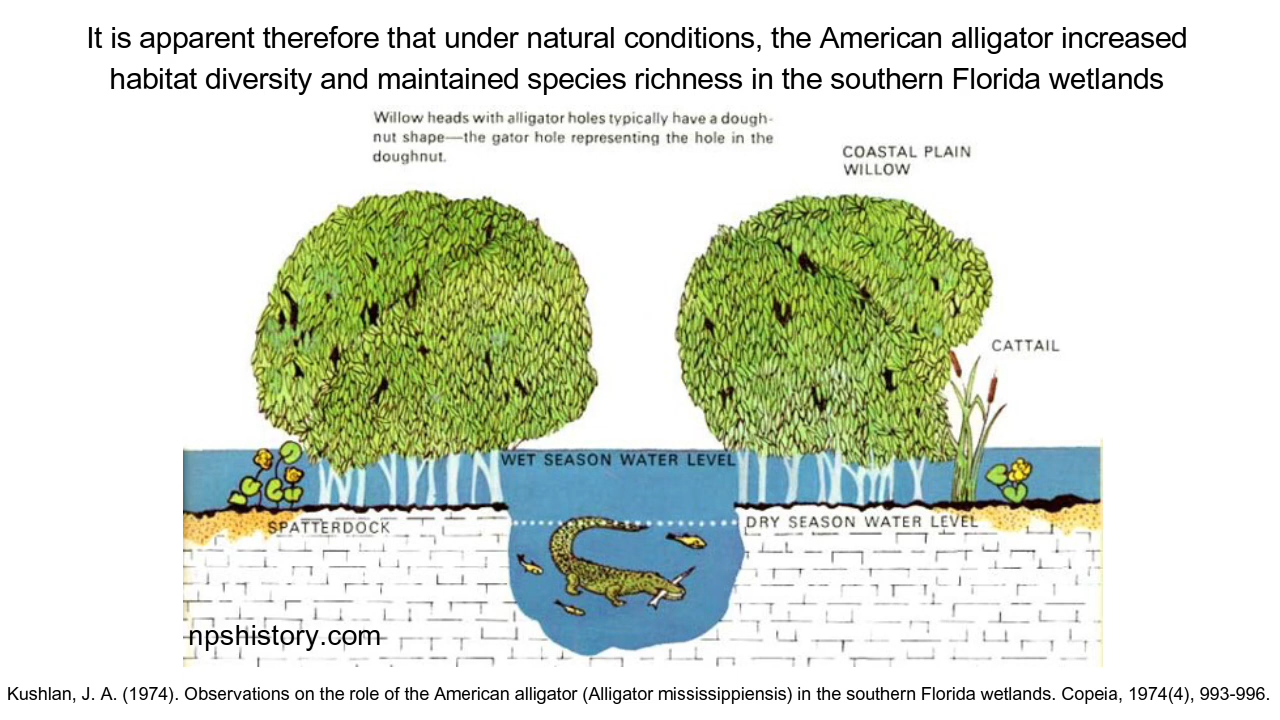 It is apparent therefore that under natural conditions, the American alligator increased
habitat diversity and maintained species richness in the southern Florida wetlands
Willow heads with alligator holes typically have a dough-
nut shape—the gator hole representing the hole in the
doughnut.
COASTAL PLAIN
WILLOW
CATTAIL
WET SEASON WATER LEVEL
SPATTERDOCK
DRY SEASON WATER LEVEL
npshistory.com
Kushlan, J. A. (1974). Observations on the role of the American alligator (Alligator mississippiensis) in the southern Florida wetlands. Copeia, 1974(4), 993-996.